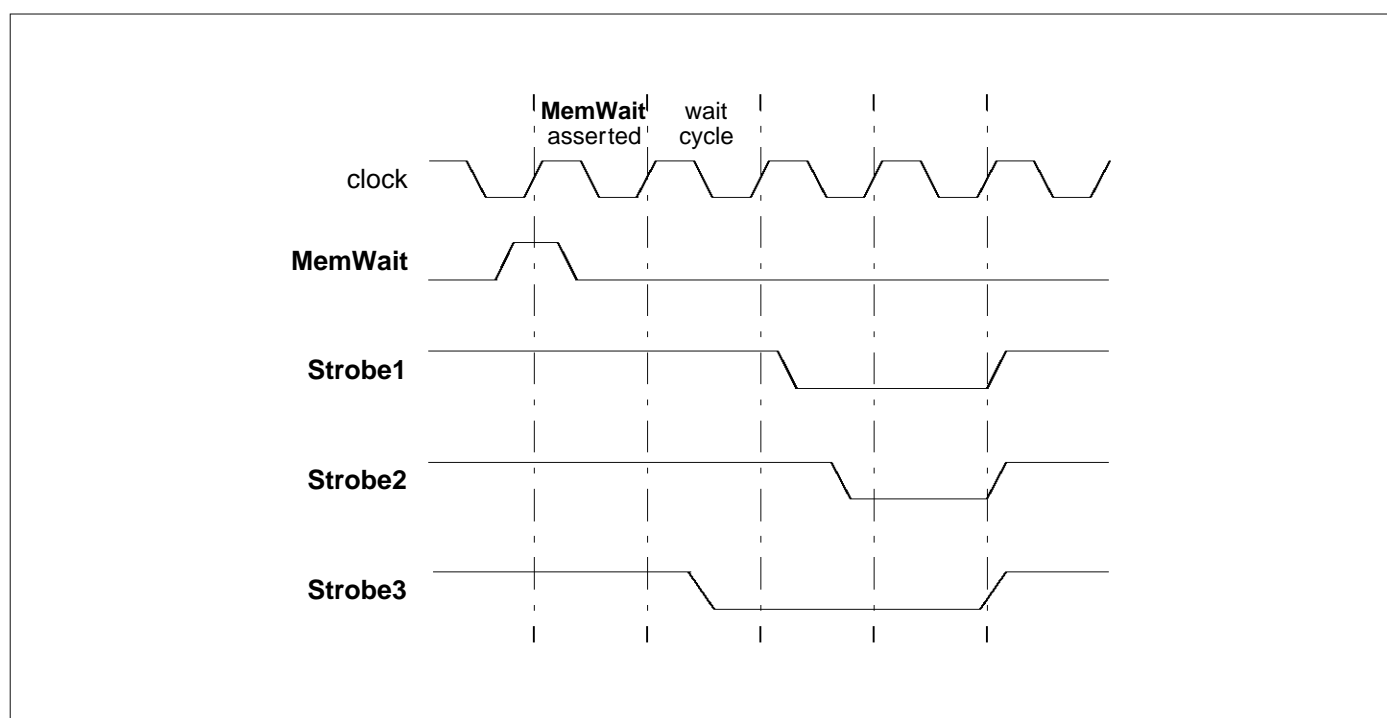 MemWait wait
asserted cycle
clock
MemWait
Strobe1
Strobe2
Strobe3